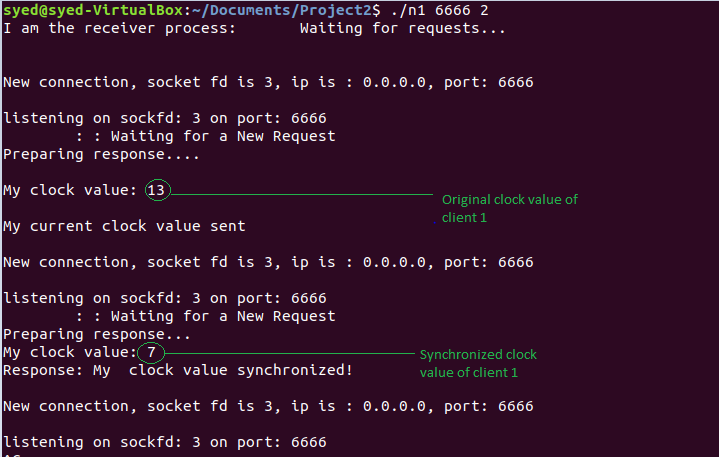 syed@syed-VirtualBox:~/Documents/Project2$ ./n1 6666 2
I am the receiver process:        Waiting for requests...
New connection, socket fd is 3, ip is : 0.0.0.0, port: 6666
listening on sockfd: 3 on port: 6666
: : Waiting for a New Request
Preparing response....
My clock value: 13
Original clock value of
client 1
My current clock value sent
New connection, socket fd is 3, ip is : 0.0.0.0, port: 6666
listening on sockfd: 3 on port: 6666
: : Waiting for a New Request
Preparing response...
My clock value: 7
Synchronized clock
value of client 1
Response: My  clock value synchronized!
New connection, socket fd is 3, ip is : 0.0.0.0, port: 6666
listening on sockfd: 3 on port: 6666